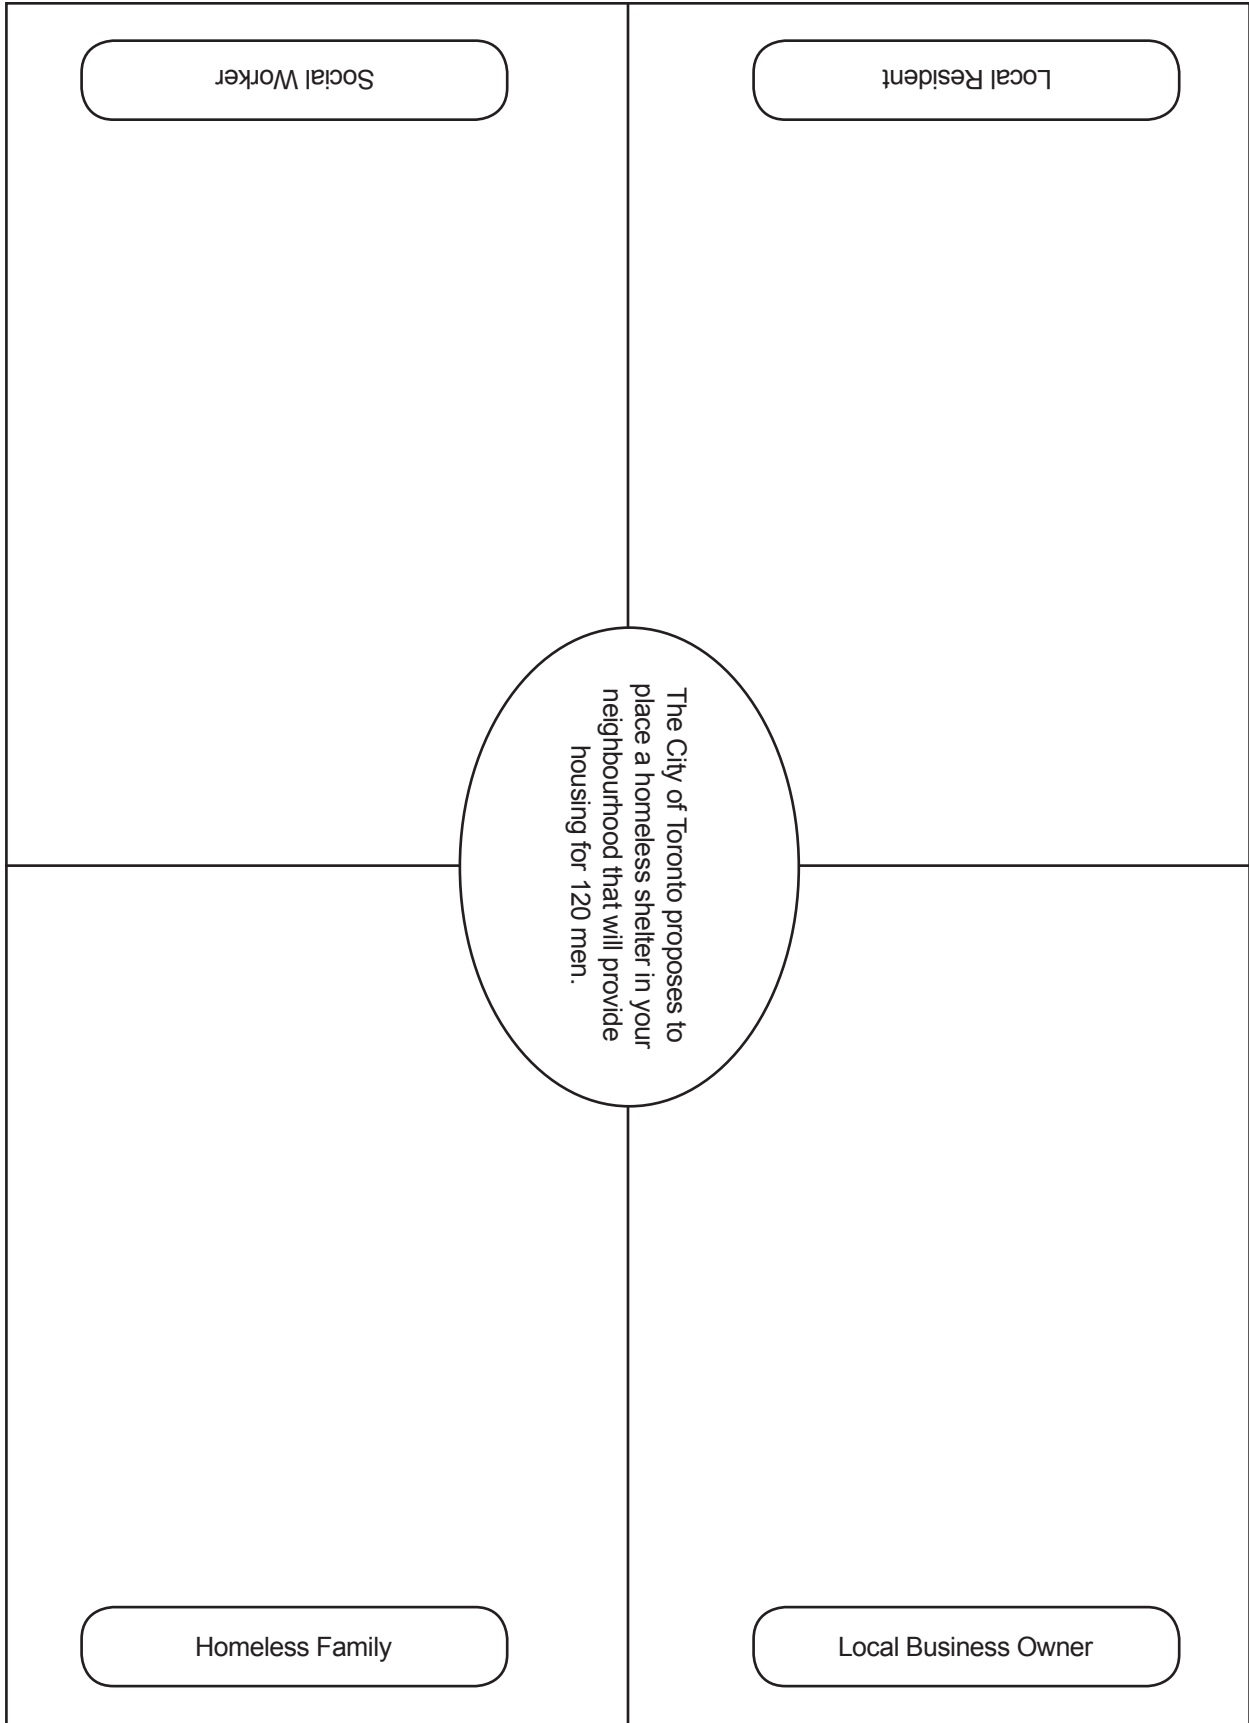 Social Worker
Local Resident
The City of Toronto proposes to
place a homeless shelter in your
neighbourhood that will provide
housing for 120 men.
Homeless Family
Local Business Owner